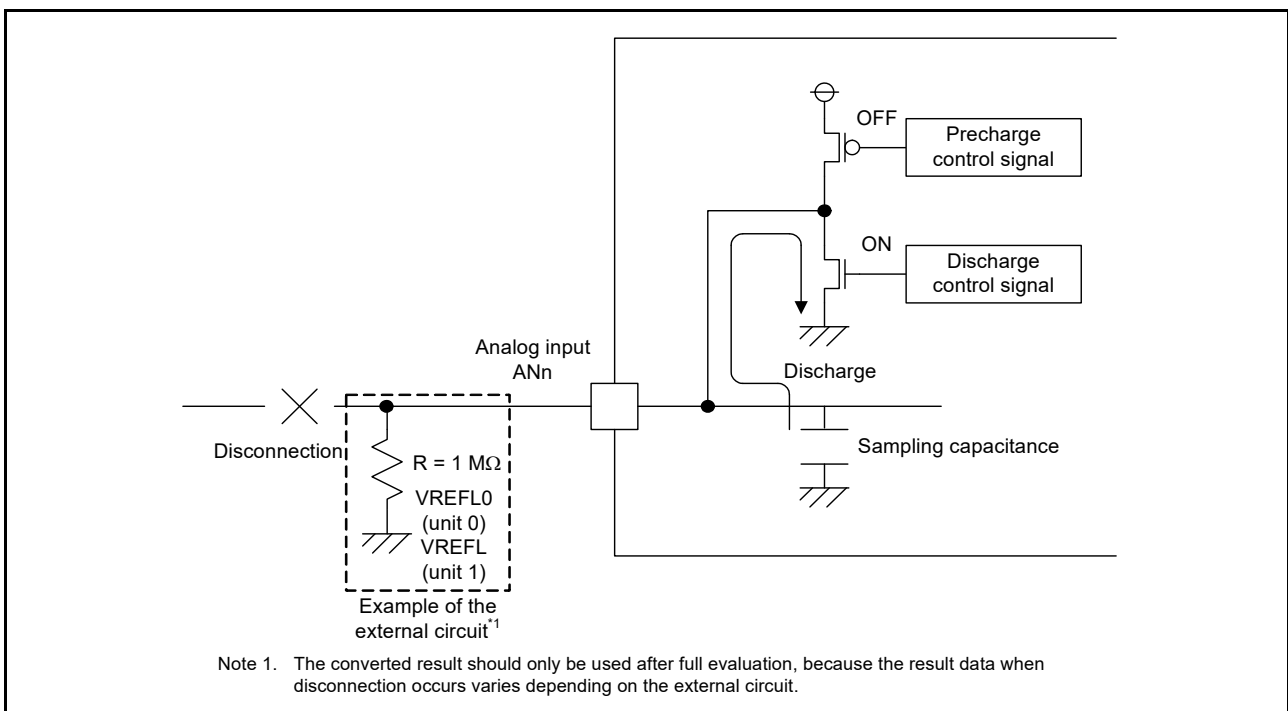 OFF
Precharge
control signal
ON
Discharge
control signal
Analog input
ANn
Discharge
Disconnection
Sampling capacitance
R = 1 MΩ
VREFL0
(unit 0)
VREFL
(unit 1)
Example of the
external circuit*1
Note 1. The converted result should only be used after full evaluation, because the result data when
disconnection occurs varies depending on the external circuit.